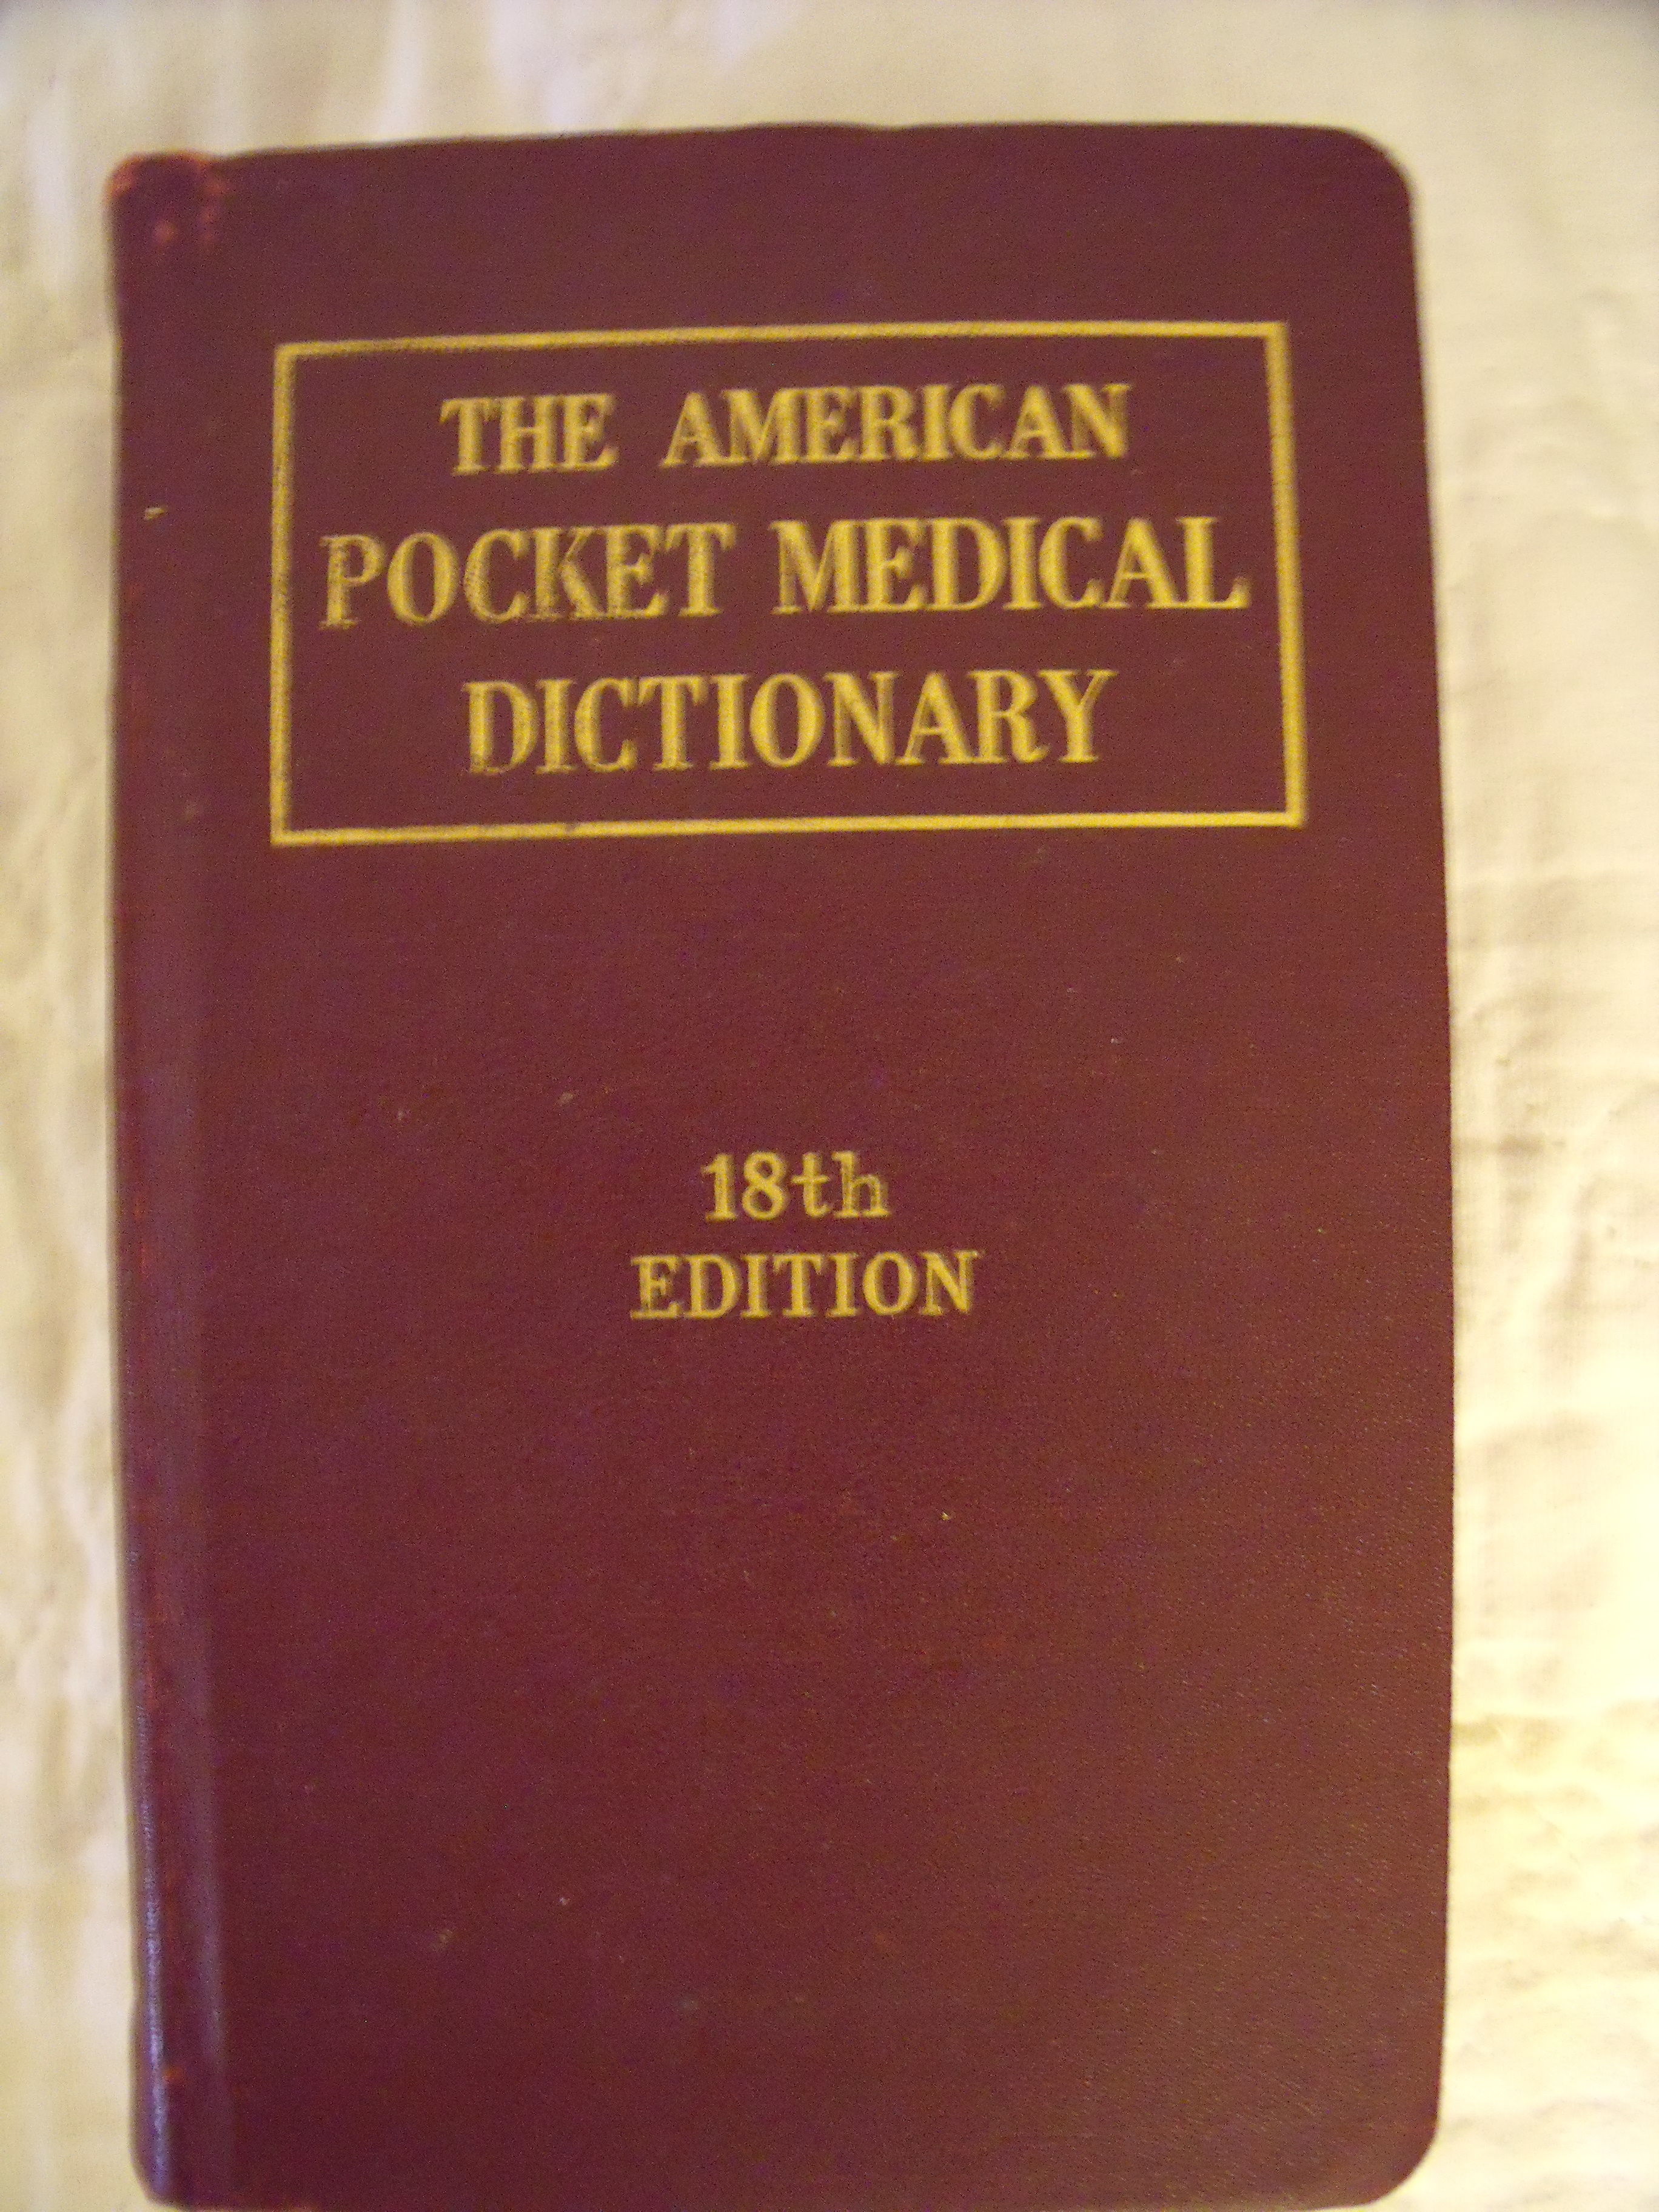 THE AMERICAN
POCKET MEDICAL
DICTIONARY
18th
EDITION